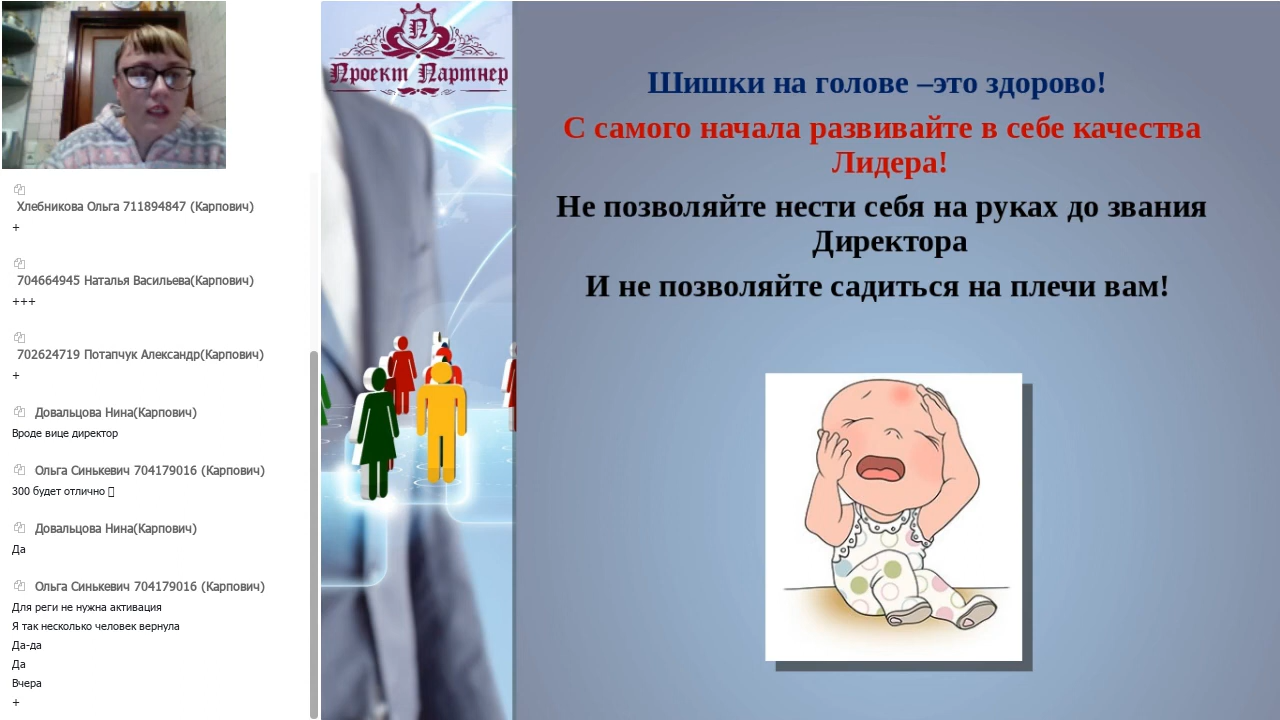 Хлебникова Ольга 711894847 (Карпович)
+
704664945 Наталья Васильева(Карпович)
+++
702624719 Потапчук Александр(Карпович)
+
Довальцова Нина(Карпович)
Вроде вице директор
Ольга Синькевич 704179016 (Карпович)
300 будет отлично
Довальцова Нина(Карпович)
Да
Ольга Синькевич 704179016 (Карпович)
Для реги не нужна активация
Я так несколько человек вернула
Да-да
Да
Вчера
+
П
Проект Партнер
Шишки на голове –это здорово!
С самого начала развивайте в себе качества
Лидера!
Не позволяйте нести себя на руках до звания
Директора
И не позволяйте садиться на плечи вам!